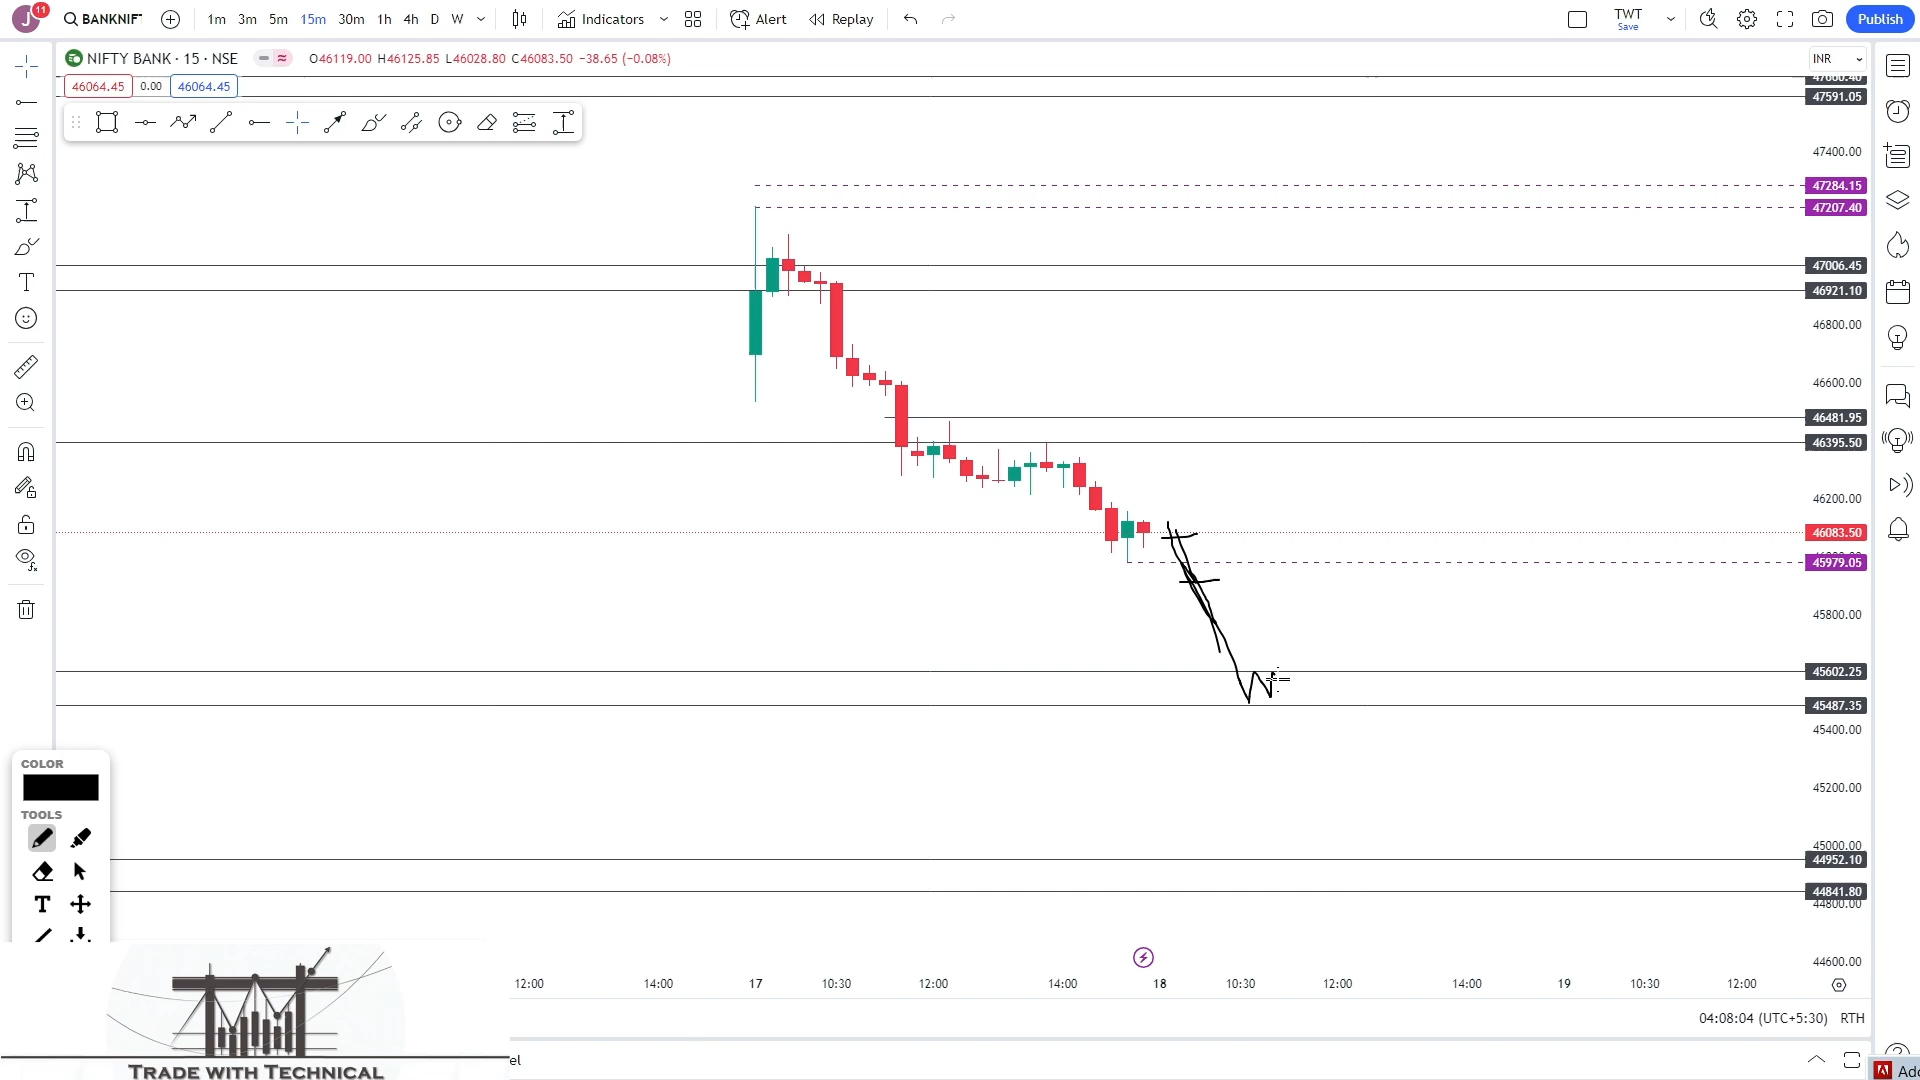 J 11 BANKNIF 1m 3m 5m 15m 30m 1h 4h D W Indicators Alert Replay TWT Save Publish
NIFTY BANK · 15 · NSE O46119.00 H46125.85 L46028.80 C46083.50 −38.65 (−0.08%) INR
46064.45 0.00 46064.45
47660.40
47591.05
47400.00
47284.15
47207.40
47006.45
46921.10
46800.00
46600.00
46481.95
46395.50
46200.00
46083.50
45979.05
45800.00
45602.25
45487.35
45400.00
45200.00
45000.00
44952.10
44841.80
44800.00
44600.00
COLOR
TOOLS
T
12:00 14:00 17 10:30 12:00 14:00 18 10:30 12:00 14:00 19 10:30 12:00
04:08:04 (UTC+5:30) RTH
el
TRADE WITH TECHNICAL